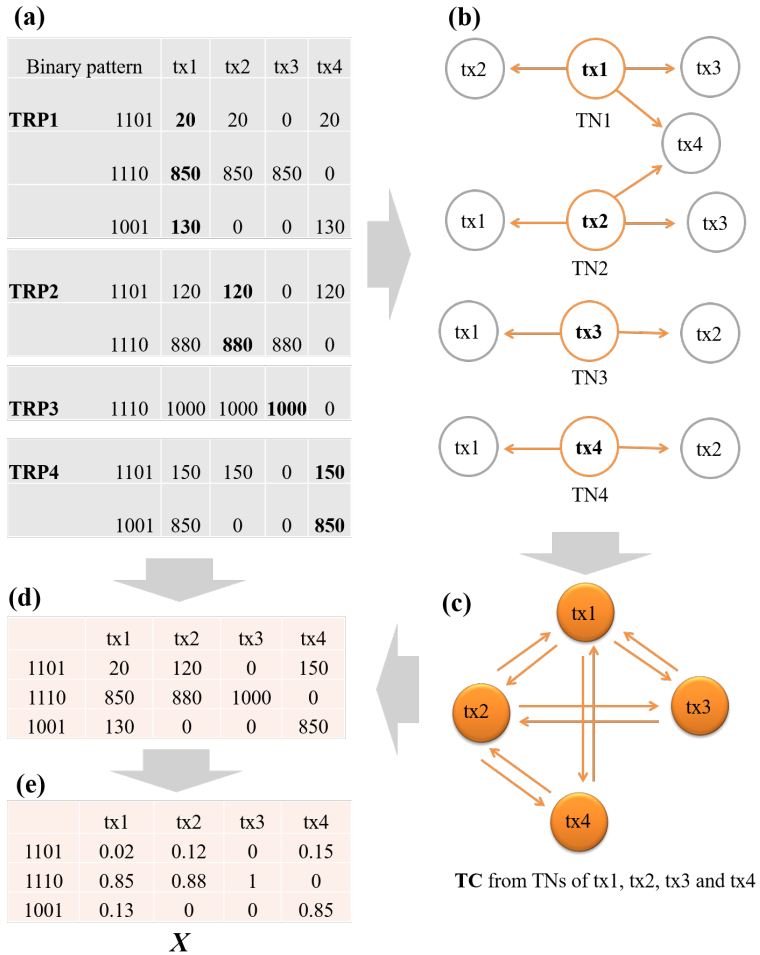 (a)
Binary pattern tx1 tx2 tx3 tx4
TRP1 1101 20 20 0 20
1110 850 850 850 0
1001 130 0 0 130
TRP2 1101 120 120 0 120
1110 880 880 880 0
TRP3 1110 1000 1000 1000 0
TRP4 1101 150 150 0 150
1001 850 0 0 850
(b)
tx2 tx1 tx3
TN1
tx4
tx1 tx2 tx3
TN2
tx1 tx3 tx2
TN3
tx1 tx4 tx2
TN4
(d)
tx1 tx2 tx3 tx4
1101 20 120 0 150
1110 850 880 1000 0
1001 130 0 0 850
(c)
tx1
tx2 tx3
tx4
TC from TNs of tx1, tx2, tx3 and tx4
(e)
tx1 tx2 tx3 tx4
1101 0.02 0.12 0 0.15
1110 0.85 0.88 1 0
1001 0.13 0 0 0.85
X